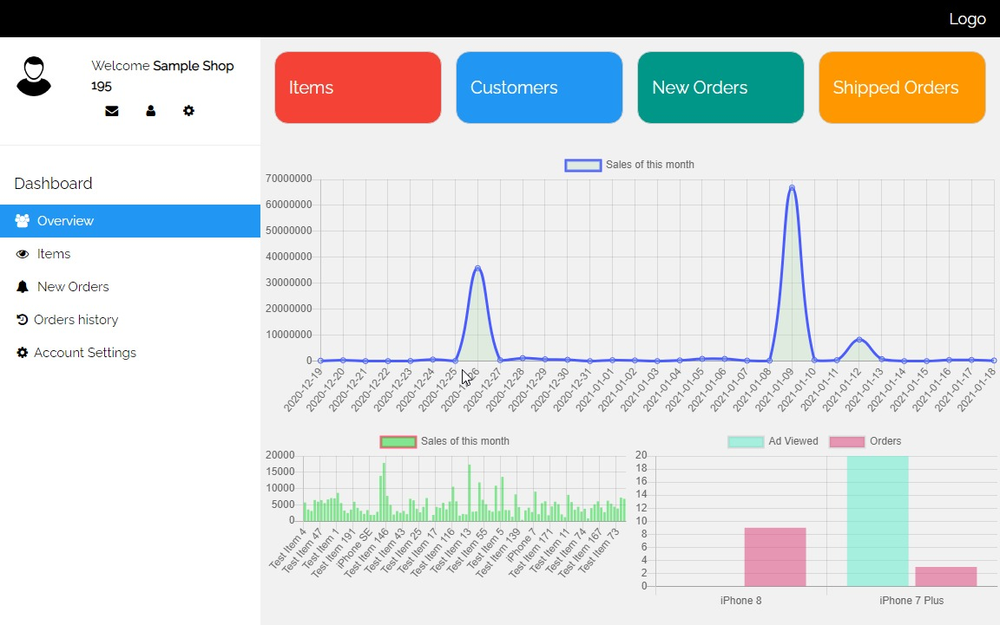 Logo
Welcome Sample Shop
195
Dashboard
Overview
Items
New Orders
Orders history
Account Settings
Items
Customers
New Orders
Shipped Orders
Sales of this month
70000000
60000000
50000000
40000000
30000000
20000000
10000000
0
2020-12-19
2020-12-20
2020-12-21
2020-12-22
2020-12-23
2020-12-24
2020-12-25
2020-12-26
2020-12-27
2020-12-28
2020-12-29
2020-12-30
2020-12-31
2021-01-01
2021-01-02
2021-01-03
2021-01-04
2021-01-05
2021-01-06
2021-01-07
2021-01-08
2021-01-09
2021-01-10
2021-01-11
2021-01-12
2021-01-13
2021-01-14
2021-01-15
2021-01-16
2021-01-17
2021-01-18
Sales of this month
20000
15000
10000
5000
0
Test Item 4
Test Item 47
Test Item 1
Test Item 191
iPhone SE
Test Item 146
Test Item 43
Test Item 25
Test Item 17
Test Item 116
Test Item 13
Test Item 55
Test Item 5
Test Item 139
iPhone 7
Test Item 171
Test Item 11
Test Item 74
Test Item 167
Test Item 73
Ad Viewed
Orders
20
18
16
14
12
10
8
6
4
2
0
iPhone 8
iPhone 7 Plus